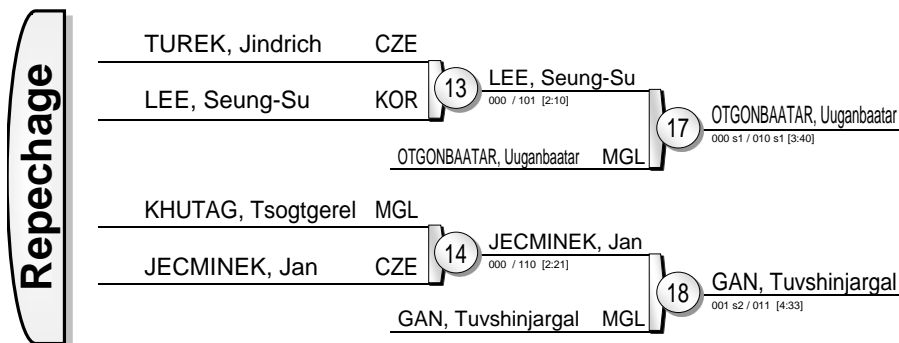 Repechage
TUREK, Jindrich CZE
LEE, Seung-Su KOR
13
LEE, Seung-Su
000 / 101 [2:10]
OTGONBAATAR, Uuganbaatar MGL
17
OTGONBAATAR, Uuganbaatar
000 s1 / 010 s1 [3:40]
KHUTAG, Tsogtgerel MGL
JECMINEK, Jan CZE
14
JECMINEK, Jan
000 / 110 [2:21]
GAN, Tuvshinjargal MGL
18
GAN, Tuvshinjargal
001 s2 / 011 [4:33]